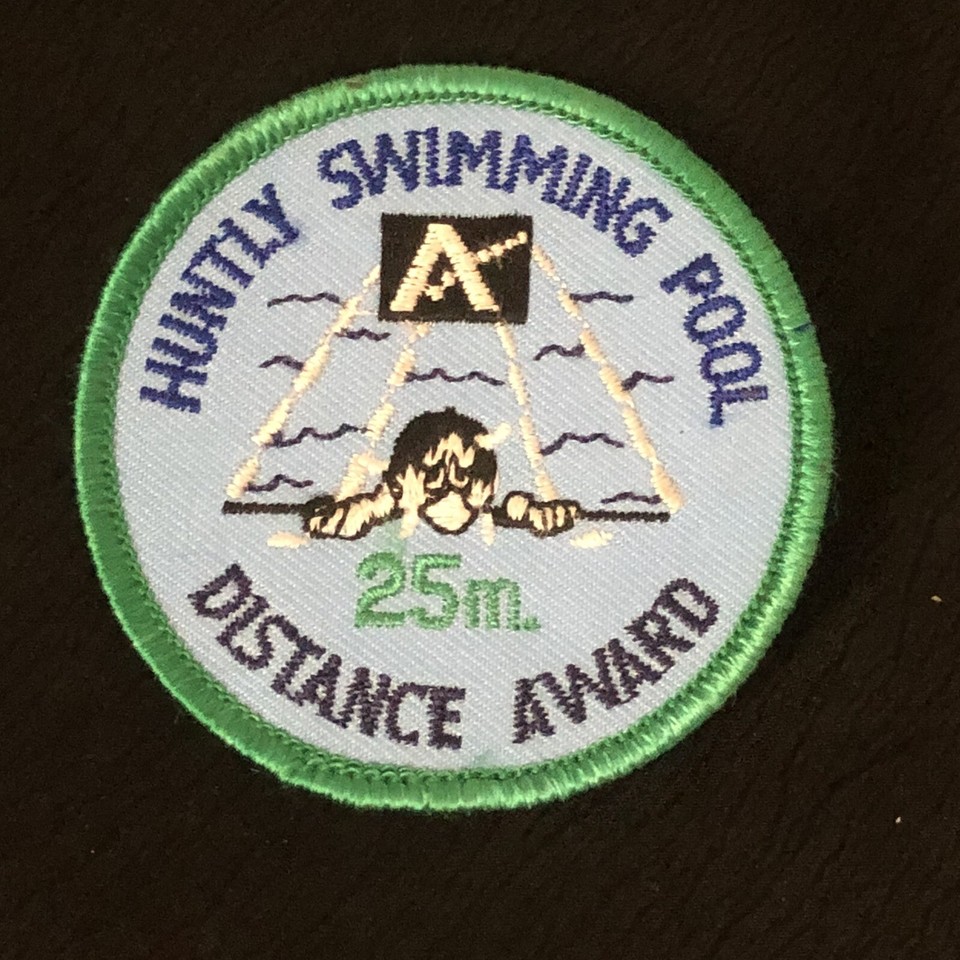 HUNTLY SWIMMING POOL
A
25m.
DISTANCE AWARD